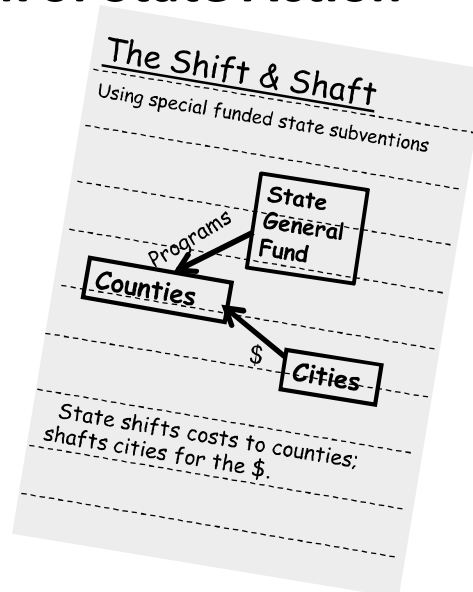 The Shift & Shaft
Using special funded state subventions
State
General
Fund
Programs
Counties
$
Cities
State shifts costs to counties;
shafts cities for the $.